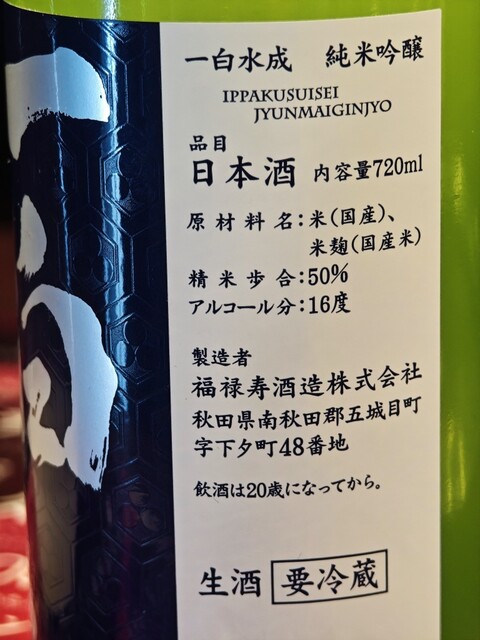 一白水成 純米吟醸
IPPAKUSUISEI
JYUNMAIGINJYO
品目
日本酒 内容量720ml
原材料名：米（国産）、
米麹（国産米）
精米歩合：50%
アルコール分：16度
製造者
福禄寿酒造株式会社
秋田県南秋田郡五城目町
字下夕町48番地
飲酒は20歳になってから。
生酒 要冷蔵